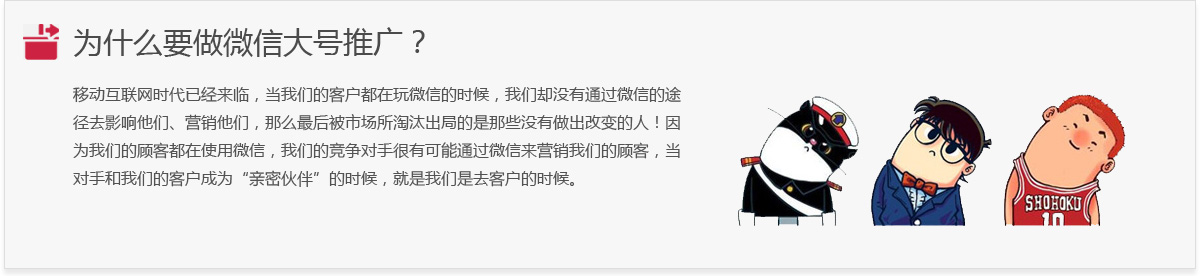 为什么要做微信大号推广？
移动互联网时代已经来临，当我们的客户都在玩微信的时候，我们却没有通过微信的途
径去影响他们、营销他们，那么最后被市场所淘汰出局的是那些没有做出改变的人！因
为我们的顾客都在使用微信，我们的竞争对手很有可能通过微信来营销我们的顾客，当
对手和我们的客户成为“亲密伙伴”的时候，就是我们是去客户的时候。
SHOHOKU
10